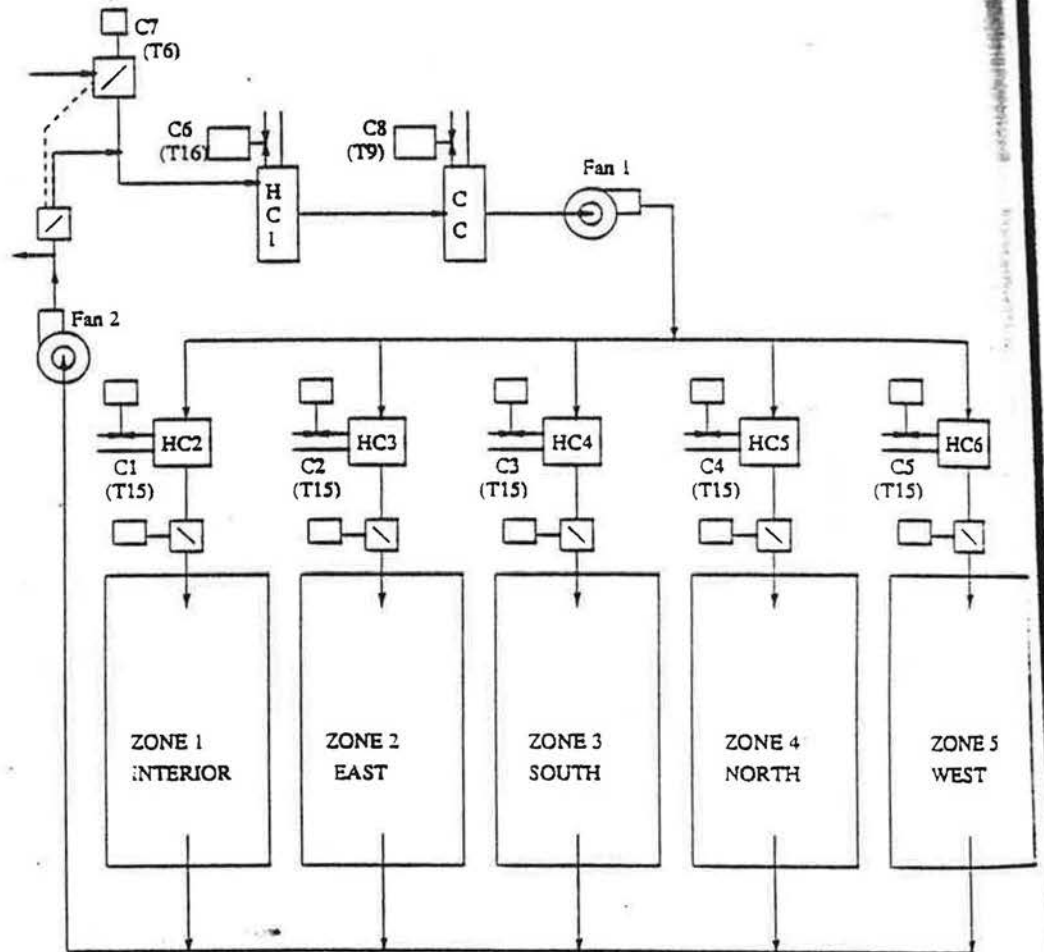 C7
(T6)
C6
(T16)
C8
(T9)
Fan 1
HC1
CC
Fan 2
HC2
HC3
HC4
HC5
HC6
C1
(T15)
C2
(T15)
C3
(T15)
C4
(T15)
C5
(T15)
ZONE 1
INTERIOR
ZONE 2
EAST
ZONE 3
SOUTH
ZONE 4
NORTH
ZONE 5
WEST